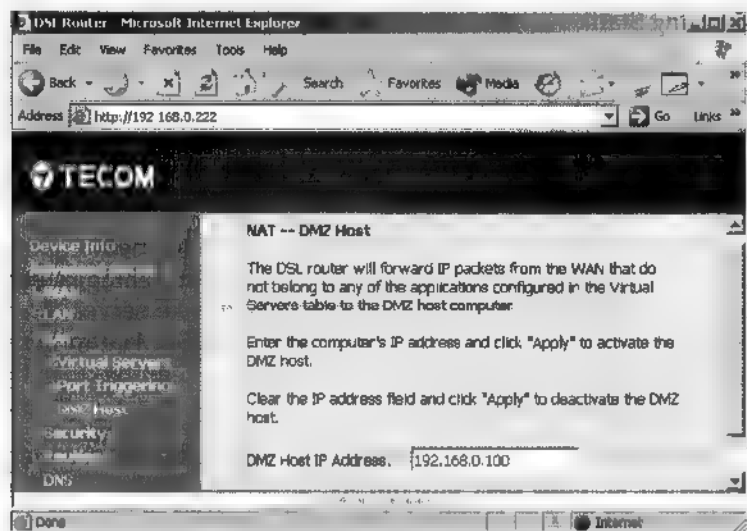 DSL Router - Microsoft Internet Explorer
File Edit View Favorites Tools Help
Back Search Favorites Media
Address http://192 168.0.222 Go Links »
TECOM
Device Info
LAN
Virtual Servers
Port Triggering
DMZ Host
Security
DNS
NAT -- DMZ Host
The DSL router will forward IP packets from the WAN that do
not belong to any of the applications configured in the Virtual
Servers table to the DMZ host computer
Enter the computer's IP address and click "Apply" to activate the
DMZ host.
Clear the IP address field and click "Apply" to deactivate the DMZ
host.
DMZ Host IP Address. 192.168.0.100
Done Internet